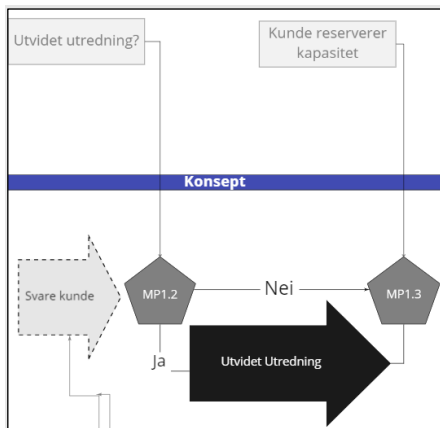 Utvidet utredning?
Kunde reserverer
kapasitet
Konsept
Svare kunde
MP1.2
Nei
MP1.3
Ja
Utvidet Utredning